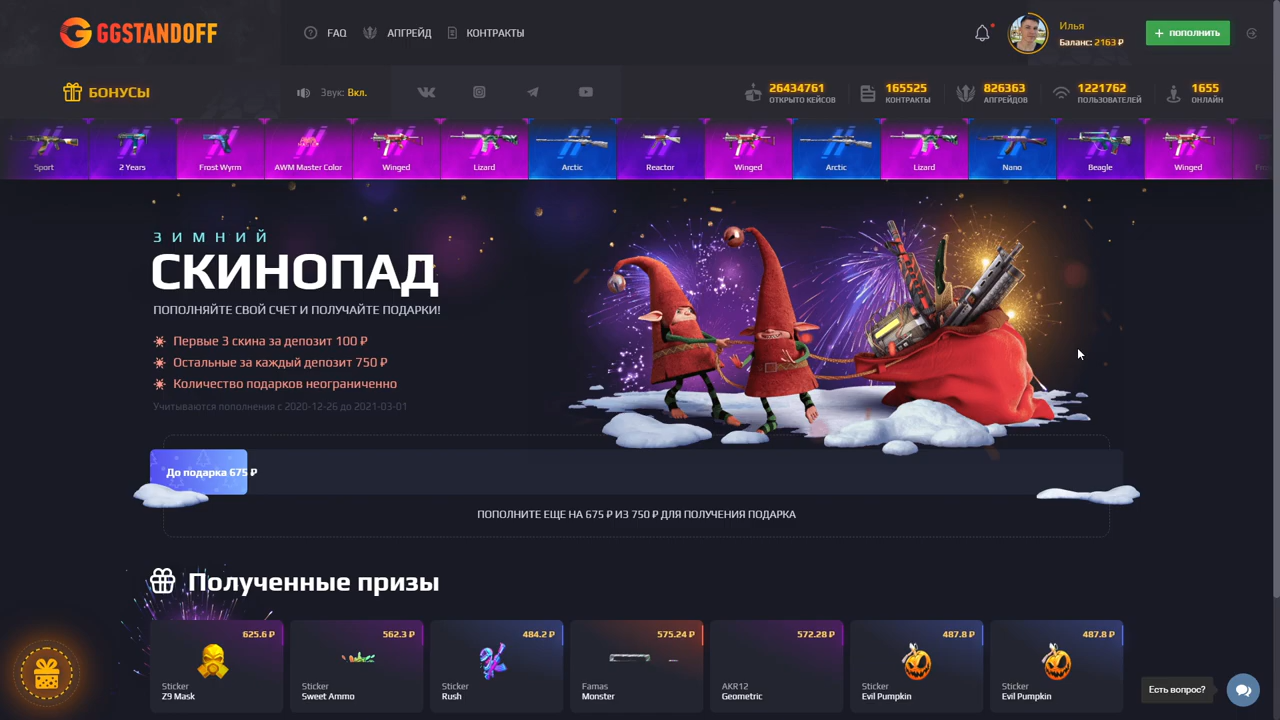 GGSTANDOFF
FAQ
АПГРЕЙД
КОНТРАКТЫ
Илья
Баланс: 2163 ₽
+ ПОПОЛНИТЬ
БОНУСЫ
Звук: Вкл.
26434761
ОТКРЫТО КЕЙСОВ
165525
КОНТРАКТЫ
826363
АПГРЕЙДОВ
1221762
ПОЛЬЗОВАТЕЛЕЙ
1655
ОНЛАЙН
Sport
2 Years
Frost Wyrm
AWM Master Color
Winged
Lizard
Arctic
Reactor
Winged
Arctic
Lizard
Nano
Beagle
Winged
ЗИМНИЙ
СКИНОПАД
ПОПОЛНЯЙТЕ СВОЙ СЧЕТ И ПОЛУЧАЙТЕ ПОДАРКИ!
Первые 3 скина за депозит 100 ₽
Остальные за каждый депозит 750 ₽
Количество подарков неограниченно
Учитываются пополнения с 2020-12-26 до 2021-03-01
До подарка 675 ₽
ПОПОЛНИТЕ ЕЩЕ НА 675 ₽ ИЗ 750 ₽ ДЛЯ ПОЛУЧЕНИЯ ПОДАРКА
Полученные призы
625.6 ₽
Sticker
Z9 Mask
562.3 ₽
Sticker
Sweet Ammo
484.2 ₽
Sticker
Rush
575.24 ₽
Famas
Monster
572.28 ₽
AKR12
Geometric
487.8 ₽
Sticker
Evil Pumpkin
487.8 ₽
Sticker
Evil Pumpkin
Есть вопрос?